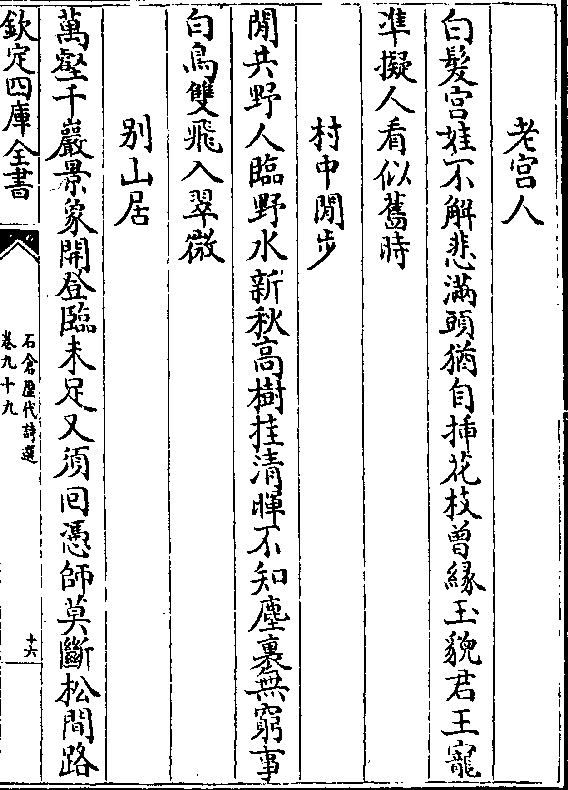 老宫人
白髮宫娃不解悲滿頭猶自揷花枝曾緣玉貌君王寵
凖擬人看似舊時
村中閒步
閒共野人臨野水新秋高樹挂清暉不知塵裏無窮事
白鳥雙飛入翠微
别山居
萬壑千巖景象開登臨未足又須回憑師莫斷松間路
欽定四庫全書
石倉歷代詩選
卷九十九
十六